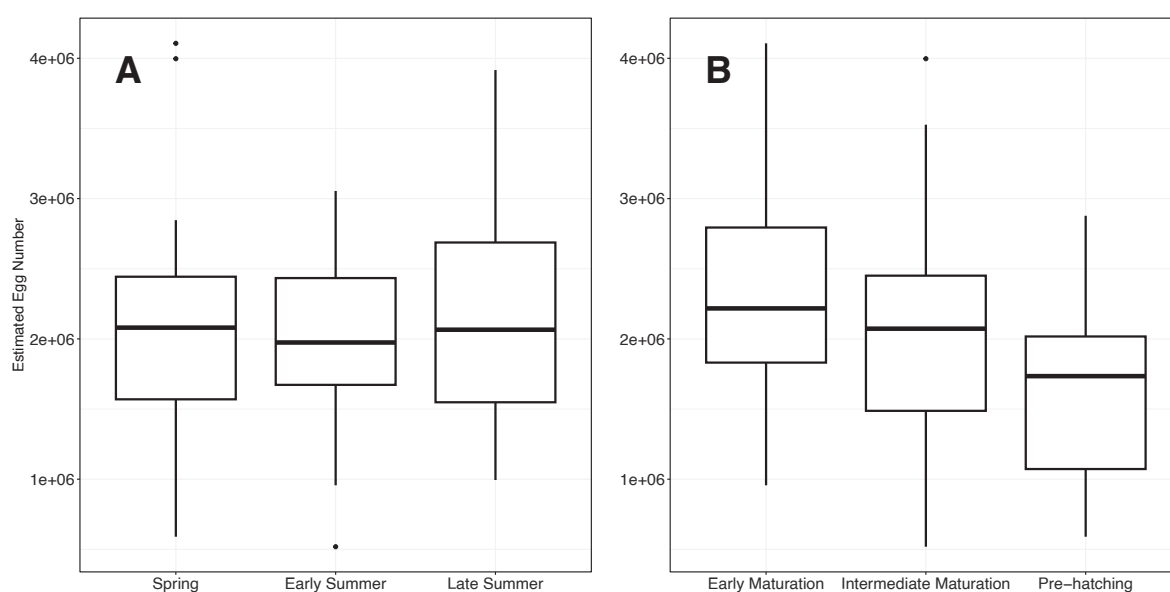 A
B
4e+06
3e+06
2e+06
1e+06
Estimated Egg Number
Spring Early Summer Late Summer
4e+06
3e+06
2e+06
1e+06
Early Maturation Intermediate Maturation Pre−hatching